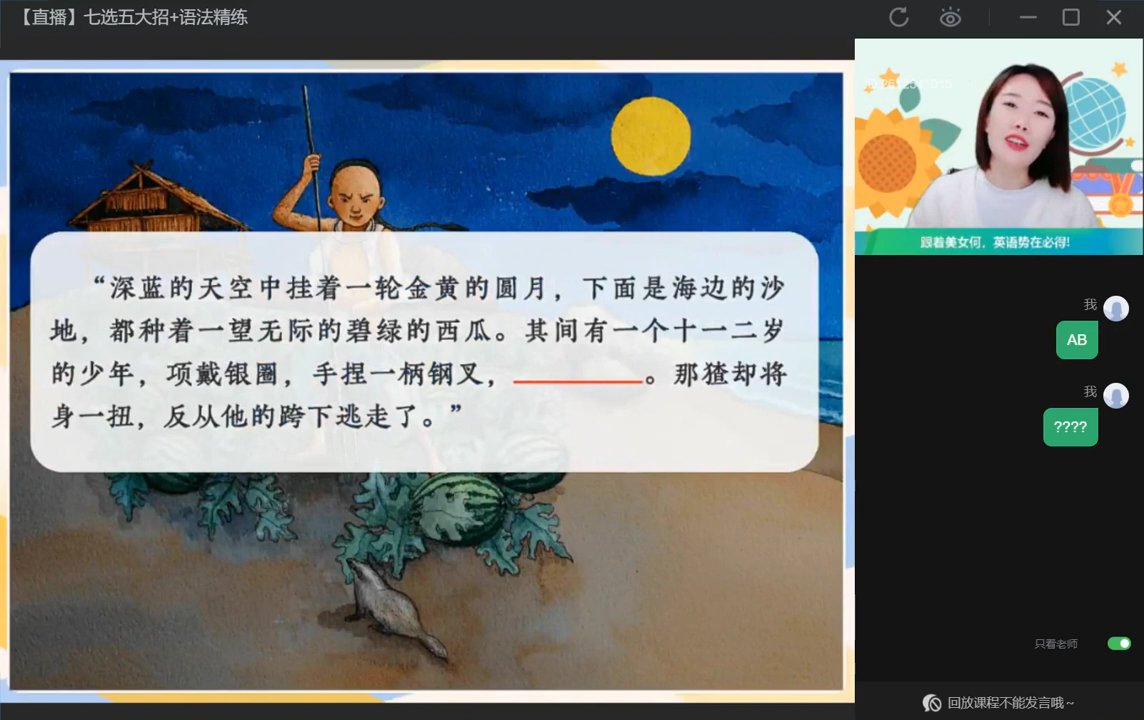 【直播】七选五大招+语法精练
“深蓝的天空中挂着一轮金黄的圆月，下面是海边的沙
地，都种着一望无际的碧绿的西瓜。其间有一个十一二岁
的少年，项戴银圈，手捏一柄钢叉，＿＿＿＿＿。那猹却将
身一扭，反从他的跨下逃走了。”
跟着美女何，英语势在必得!
我
AB
我
????
只看老师
回放课程不能发言哦~